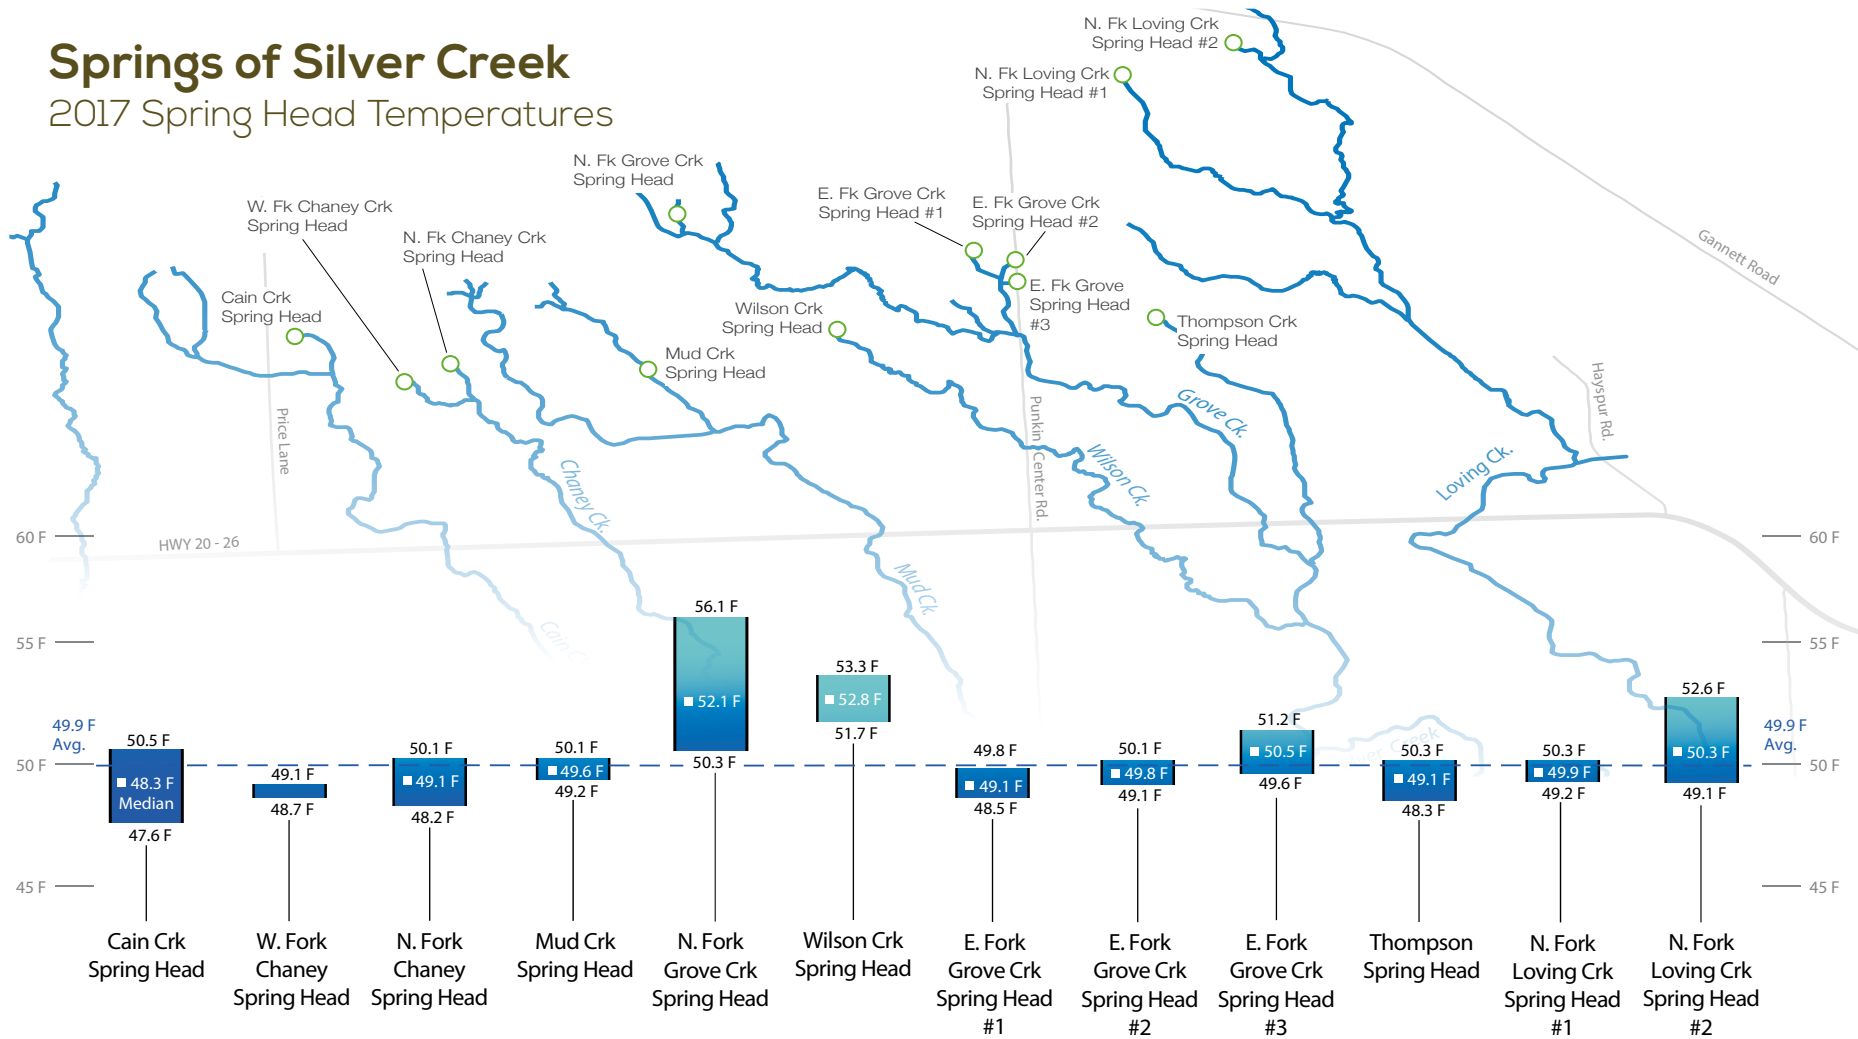 Springs of Silver Creek
2017 Spring Head Temperatures
N. Fk Loving Crk
Spring Head #2
N. Fk Loving Crk
Spring Head #1
N. Fk Grove Crk
Spring Head
E. Fk Grove Crk
Spring Head #1
E. Fk Grove Crk
Spring Head #2
W. Fk Chaney Crk
Spring Head
N. Fk Chaney Crk
Spring Head
Gannett Road
Cain Crk
Spring Head
Wilson Crk
Spring Head
E. Fk Grove
Spring Head
#3
Thompson Crk
Spring Head
Mud Crk
Spring Head
Price Lane
Punkin Center Rd.
Hayspur Rd.
Grove Ck.
Wilson Ck.
Loving Ck.
Chaney Ck.
Mud Ck.
Cain C
HWY 20 - 26
60 F
60 F
55 F
55 F
49.9 F
Avg.
49.9 F
Avg.
50 F
50 F
45 F
45 F
Creek
50.5 F
48.3 F
Median
47.6 F
49.1 F
48.7 F
50.1 F
49.1 F
48.2 F
50.1 F
49.6 F
49.2 F
56.1 F
52.1 F
50.3 F
53.3 F
52.8 F
51.7 F
49.8 F
49.1 F
48.5 F
50.1 F
49.8 F
49.1 F
51.2 F
50.5 F
49.6 F
50.3 F
49.1 F
48.3 F
50.3 F
49.9 F
49.2 F
52.6 F
50.3 F
49.1 F
Cain Crk
Spring Head
W. Fork
Chaney
Spring Head
N. Fork
Chaney
Spring Head
Mud Crk
Spring Head
N. Fork
Grove Crk
Spring Head
Wilson Crk
Spring Head
E. Fork
Grove Crk
Spring Head
#1
E. Fork
Grove Crk
Spring Head
#2
E. Fork
Grove Crk
Spring Head
#3
Thompson
Spring Head
N. Fork
Loving Crk
Spring Head
#1
N. Fork
Loving Crk
Spring Head
#2